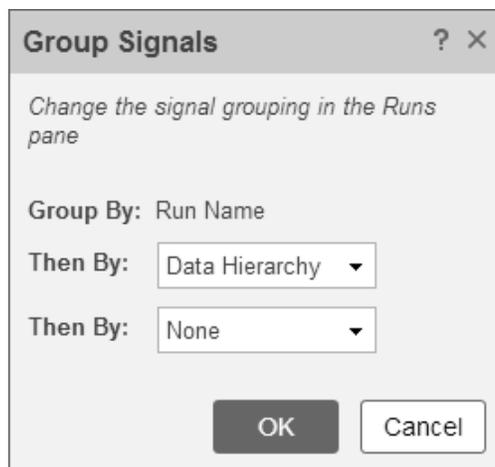 Group Signals ? ×
Change the signal grouping in the Runs
pane
Group By: Run Name
Then By: Data Hierarchy
Then By: None
OK Cancel